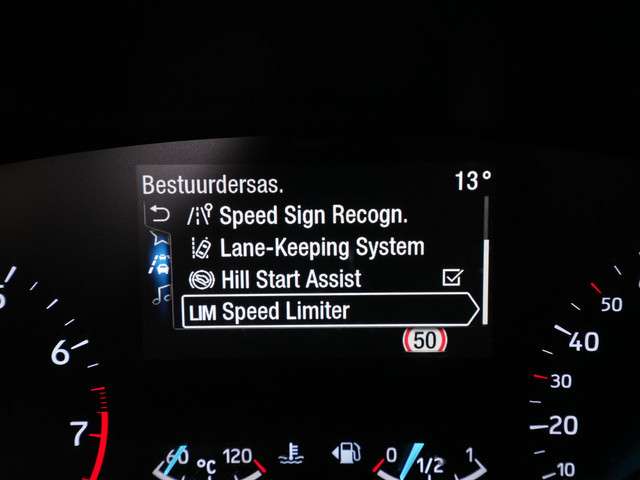 Bestuurdersas. 13°
Speed Sign Recogn.
Lane-Keeping System
Hill Start Assist
LIM Speed Limiter
50
6
7
50
40
30
20
10
60 °C 120
0 1/2 1